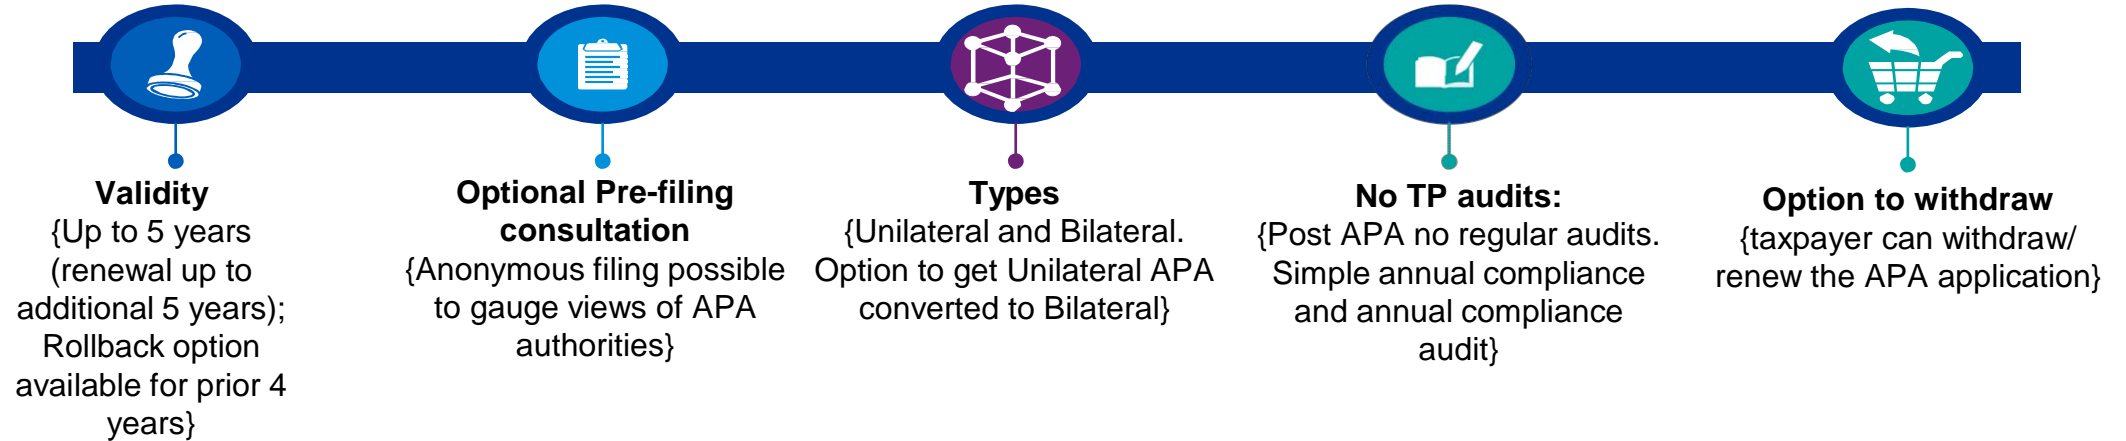 Validity
{Up to 5 years
(renewal up to
additional 5 years);
Rollback option
available for prior 4
years}
Optional Pre-filing
consultation
{Anonymous filing possible
to gauge views of APA
authorities}
Types
{Unilateral and Bilateral.
Option to get Unilateral APA
converted to Bilateral}
No TP audits:
{Post APA no regular audits.
Simple annual compliance
and annual compliance
audit}
Option to withdraw
{taxpayer can withdraw/
renew the APA application}